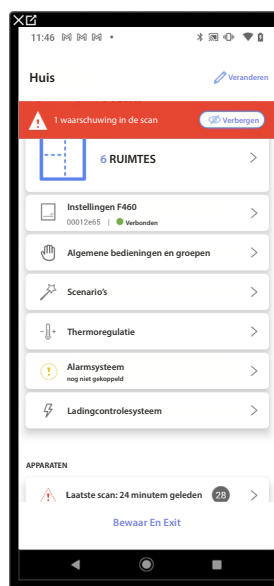 11:46
Huis
Veranderen
1 waarschuwing in de scan
Verbergen
6 RUIMTES
Instellingen F460
00012e65 | Verbonden
Algemene bedieningen en groepen
Scenario's
Thermoregulatie
Alarmsysteem
nog niet gekoppeld
Ladingcontrolesysteem
APPARATEN
Laatste scan: 24 minutem geleden 28
Bewaar En Exit